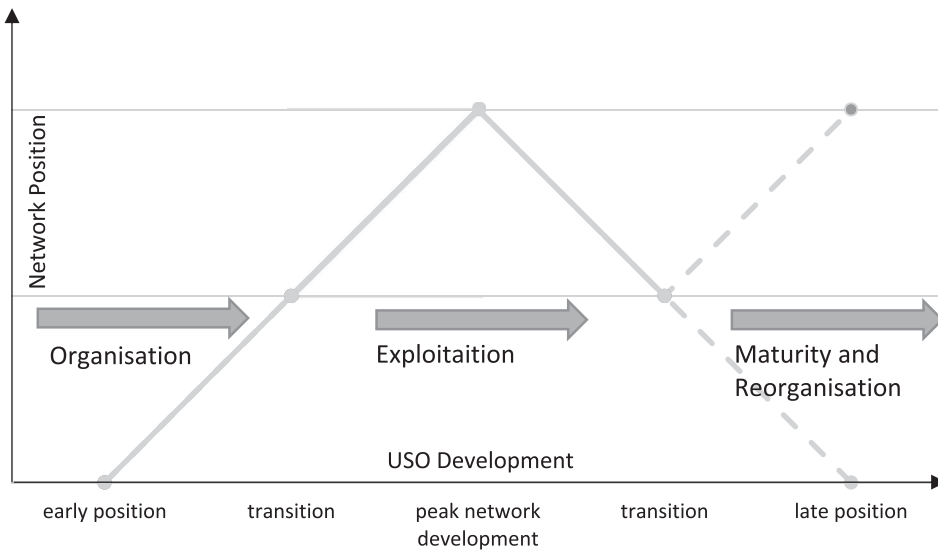 Network Position
Organisation
Exploitaition
Maturity and
Reorganisation
USO Development
early position
transition
peak network
development
transition
late position